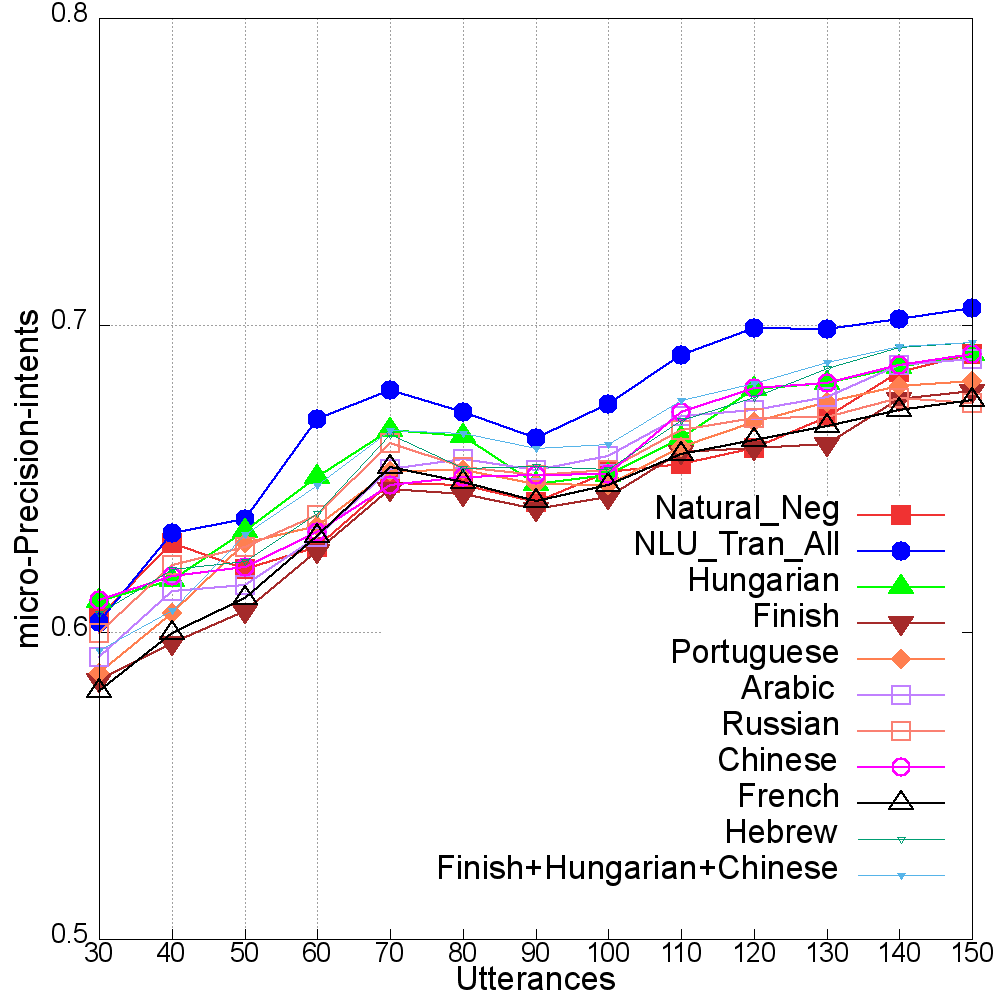 0.8
0.7
0.6
0.5
micro-Precision-intents
Natural_Neg
NLU_Tran_All
Hungarian
Finish
Portuguese
Arabic
Russian
Chinese
French
Hebrew
Finish+Hungarian+Chinese
30 40 50 60 70 80 90 100 110 120 130 140 150
Utterances